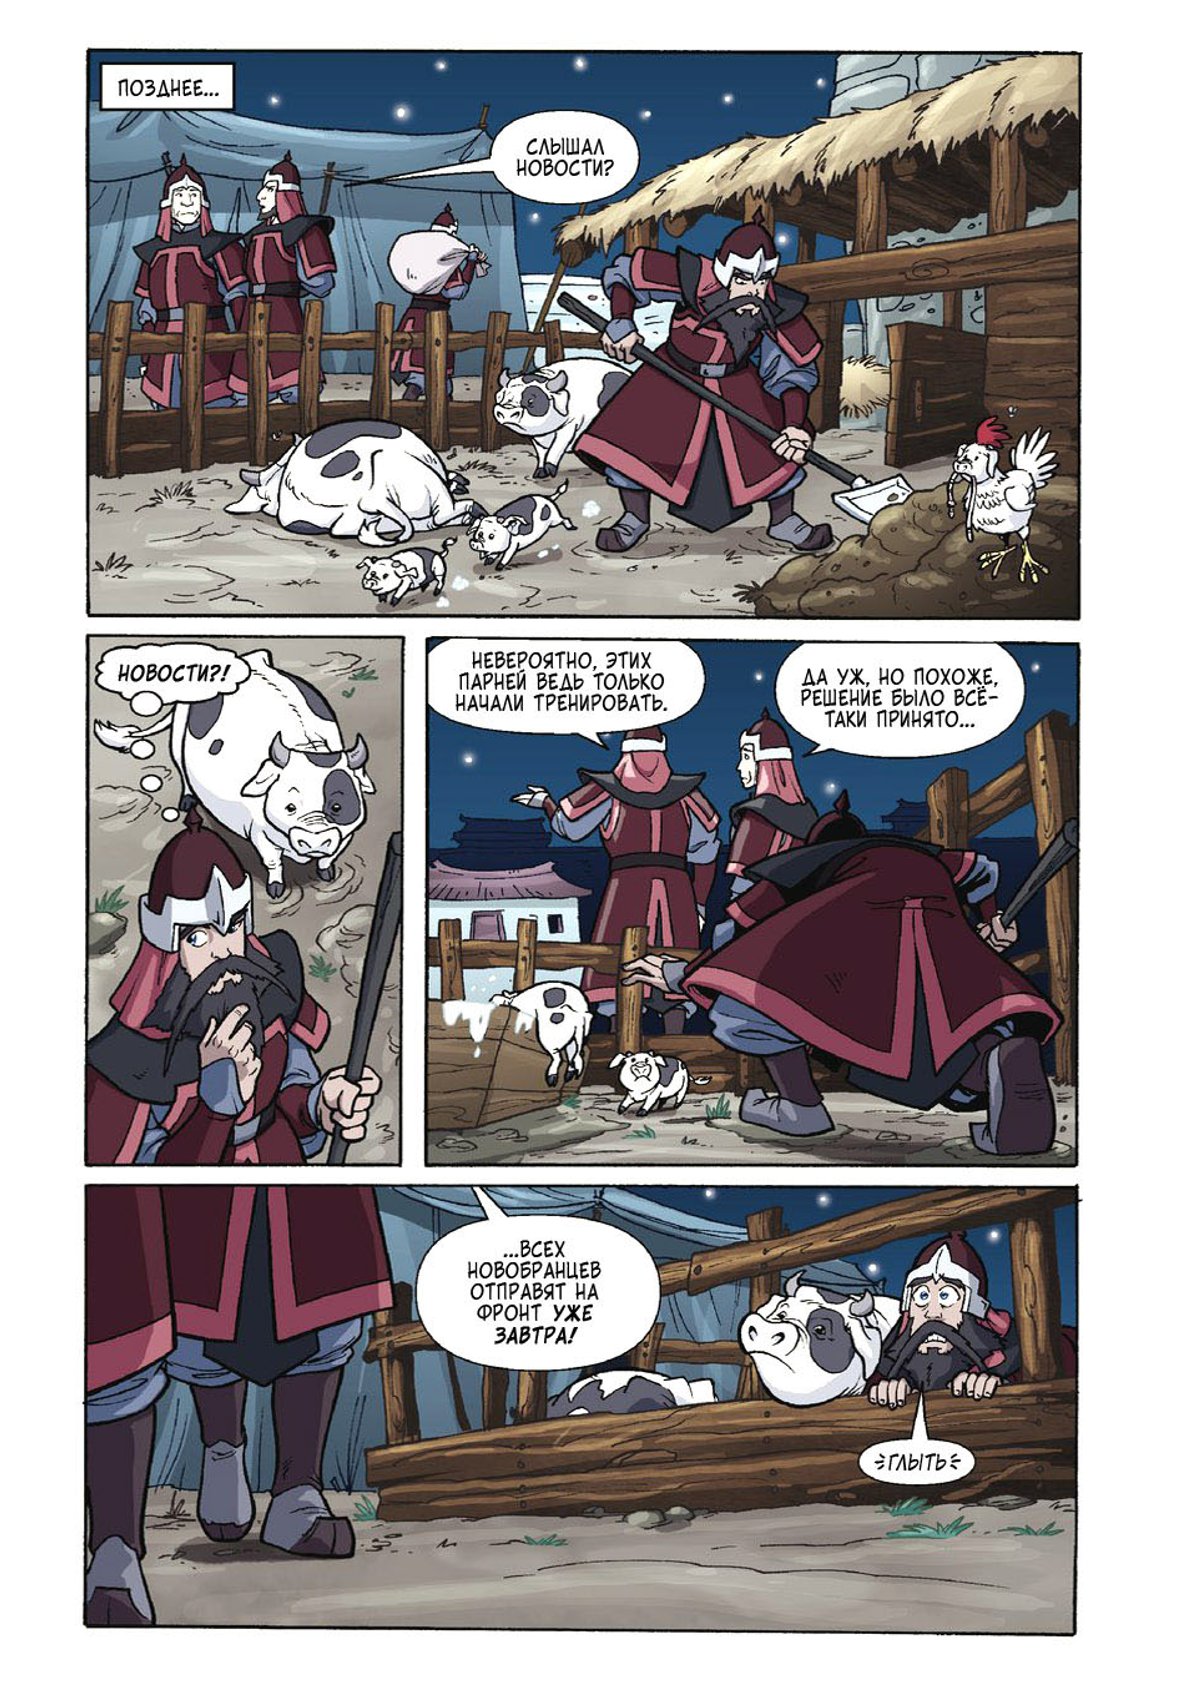 ПОЗДНЕЕ...
СЛЫШАЛ
НОВОСТИ?
НОВОСТИ?!
НЕВЕРОЯТНО, ЭТИХ
ПАРНЕЙ ВЕДЬ ТОЛЬКО
НАЧАЛИ ТРЕНИРОВАТЬ.
ДА УЖ, НО ПОХОЖЕ,
РЕШЕНИЕ БЫЛО ВСЁ-
ТАКИ ПРИНЯТО...
...ВСЕХ
НОВОБРАНЦЕВ
ОТПРАВЯТ НА
ФРОНТ УЖЕ
ЗАВТРА!
ГЛЫТЬ